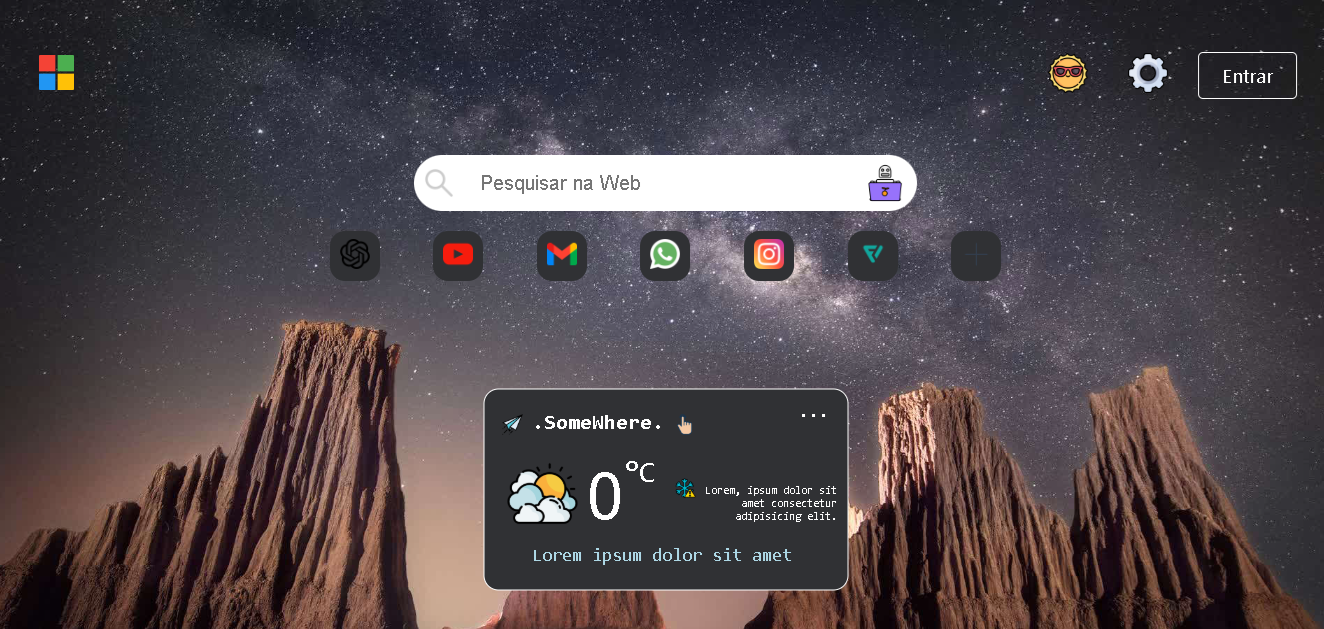 Entrar
Pesquisar na Web
...
.SomeWhere.
0°C
Lorem, ipsum dolor sit
amet consectetur
adipisicing elit.
Lorem ipsum dolor sit amet